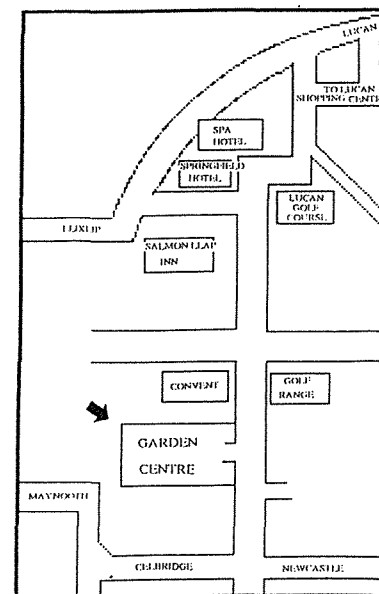 LUCAN
TO LUCAN
SHOPPING CENT
SPA
HOTEL
SPRINGFIELD
HOTEL
LUCAN
GOLF
COURSE
LEIXLIP
SALMON LEAP
INN
CONVENT
GOLF
RANGE
GARDEN
CENTRE
MAYNOOTH
CELBRIDGE
NEWCASTLE